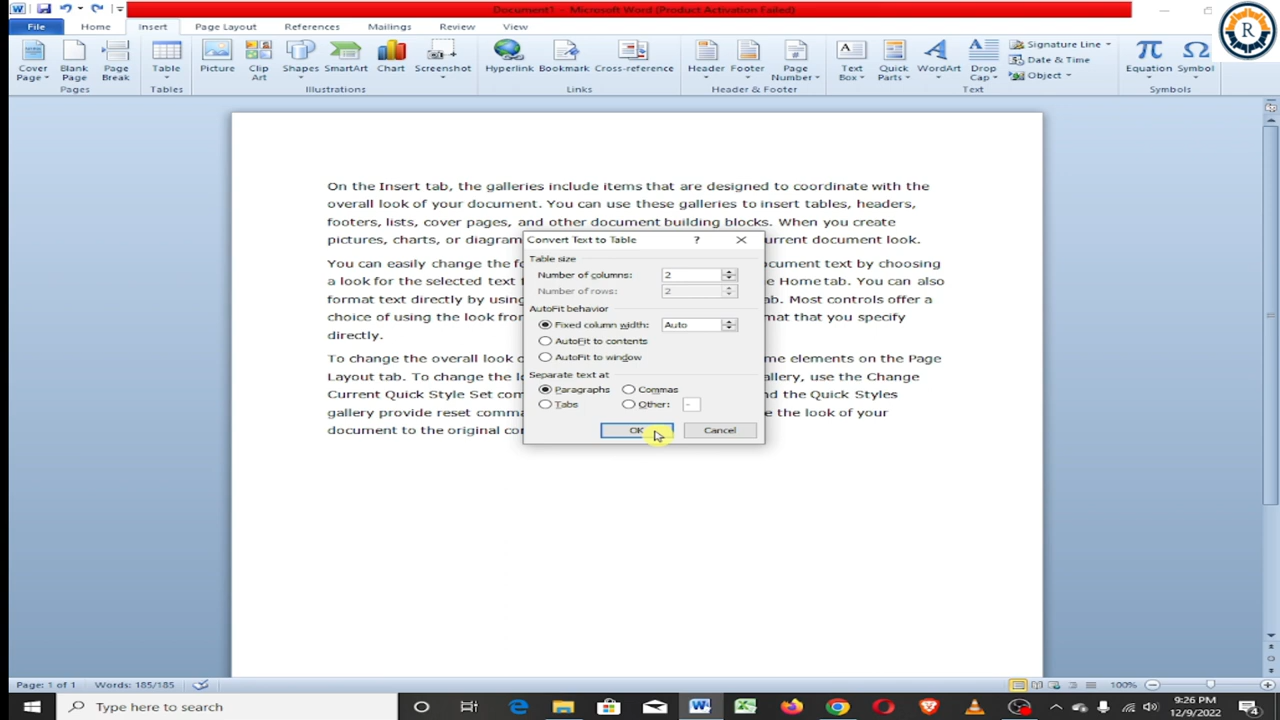 Document1 - Microsoft Word (Product Activation Failed)
File Home Insert Page Layout References Mailings Review View
Cover Page
Blank Page
Page Break
Table
Picture
Clip Art
Shapes
SmartArt
Chart
Screenshot
Hyperlink
Bookmark
Cross-reference
Header
Footer
Page Number
Text Box
Quick Parts
WordArt
Drop Cap
Signature Line
Date & Time
Object
Equation
Symbol
Pages Tables Illustrations Links Header & Footer Text Symbols
R
On the Insert tab, the galleries include items that are designed to coordinate with the
overall look of your document. You can use these galleries to insert tables, headers,
footers, lists, cover pages, and other document building blocks. When you create
pictures, charts, or diagram urrent document look.
You can easily change the fo ocument text by choosing
a look for the selected text f e Home tab. You can also
format text directly by using ab. Most controls offer a
choice of using the look from mat that you specify
directly.
To change the overall look o me elements on the Page
Layout tab. To change the lo allery, use the Change
Current Quick Style Set com nd the Quick Styles
gallery provide reset comma e the look of your
document to the original con
Convert Text to Table ?
Table size
Number of columns: 2
Number of rows: 2
AutoFit behavior
Fixed column width: Auto
AutoFit to contents
AutoFit to window
Separate text at
Paragraphs Commas
Tabs Other: -
OK Cancel
Page: 1 of 1 Words: 185/185 100%
Type here to search
9:26 PM
12/9/2022
4